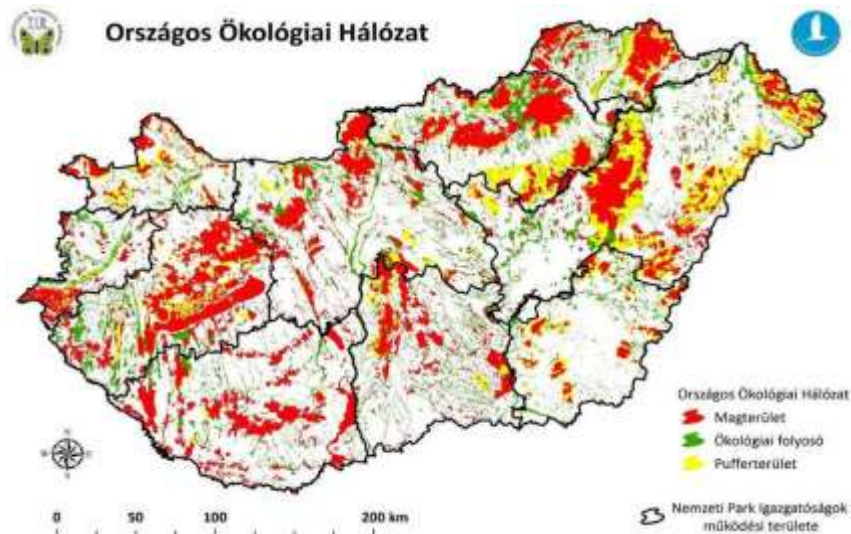 Országos Ökológiai Hálózat
Országos Ökológiai Hálózat
Magterület
Ökológiai folyosó
Pufferterület
Nemzeti Park igazgatóságok
működési területe
0 50 100 200 km